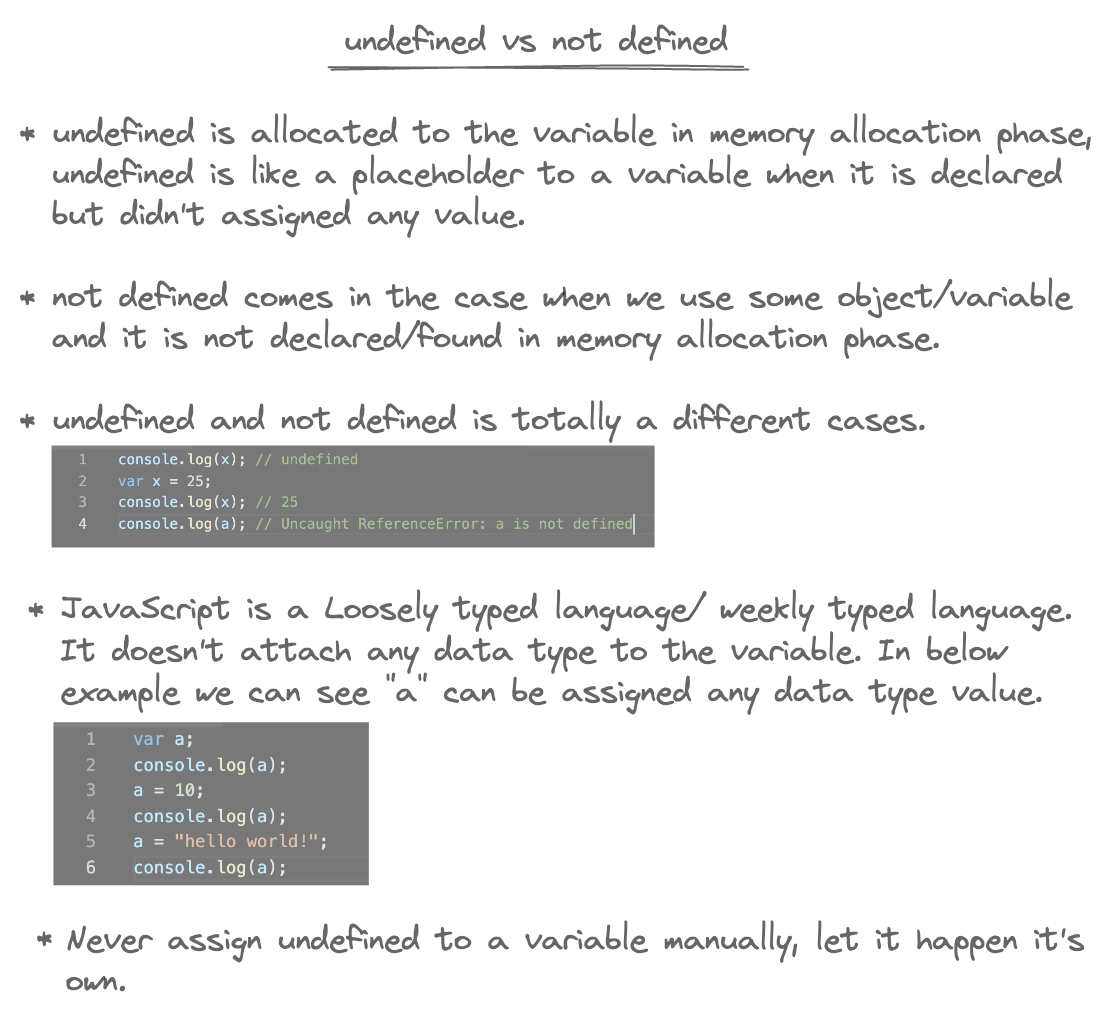 undefined vs not defined
* undefined is allocated to the variable in memory allocation phase,
undefined is like a placeholder to a variable when it is declared
but didn't assigned any value.
* not defined comes in the case when we use some object/variable
and it is not declared/found in memory allocation phase.
* undefined and not defined is totally a different cases.
1 console.log(x); // undefined
2 var x = 25;
3 console.log(x); // 25
4 console.log(a); // Uncaught ReferenceError: a is not defined
* JavaScript is a Loosely typed language/ weekly typed language.
It doesn't attach any data type to the variable. In below
example we can see "a" can be assigned any data type value.
1 var a;
2 console.log(a);
3 a = 10;
4 console.log(a);
5 a = "hello world!";
6 console.log(a);
* Never assign undefined to a variable manually, let it happen it's
own.